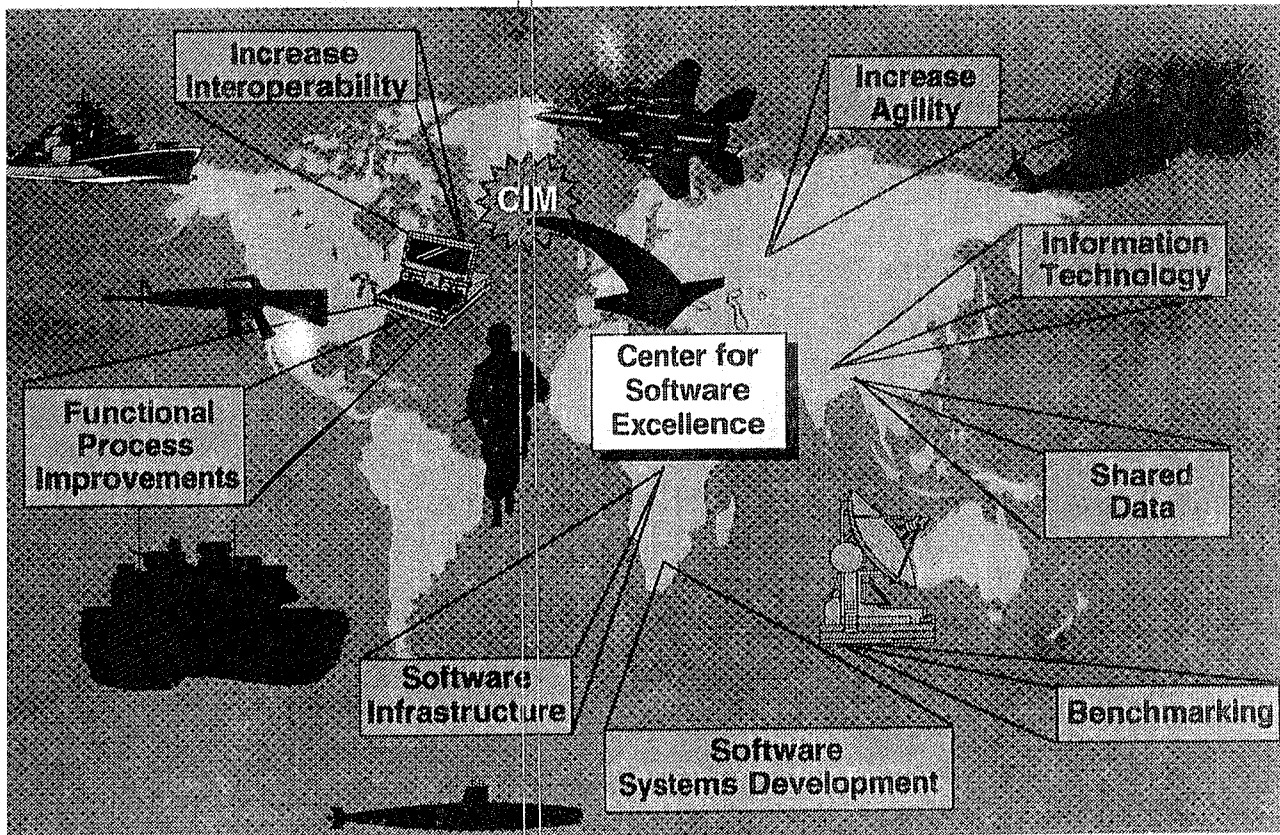 Increase
Interoperability
Increase
Agility
CIM
Information
Technology
Center for
Software
Excellence
Functional
Process
Improvements
Shared
Data
Software
Infrastructure
Benchmarking
Software
Systems Development